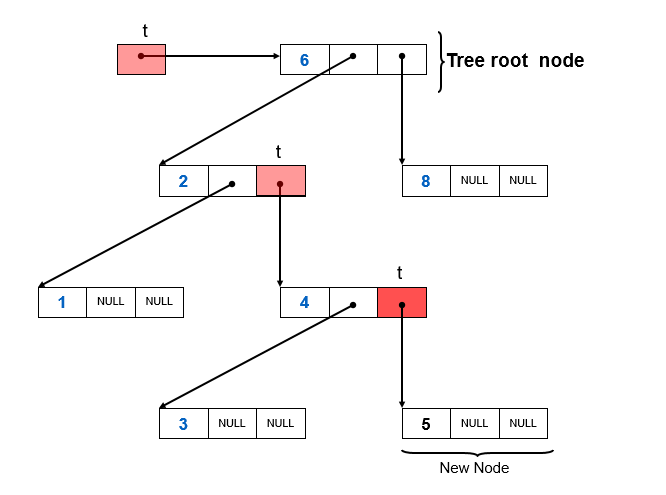 t
6
Tree root  node
t
2
8 NULL NULL
t
1 NULL NULL
4
3 NULL NULL
5 NULL NULL
New Node